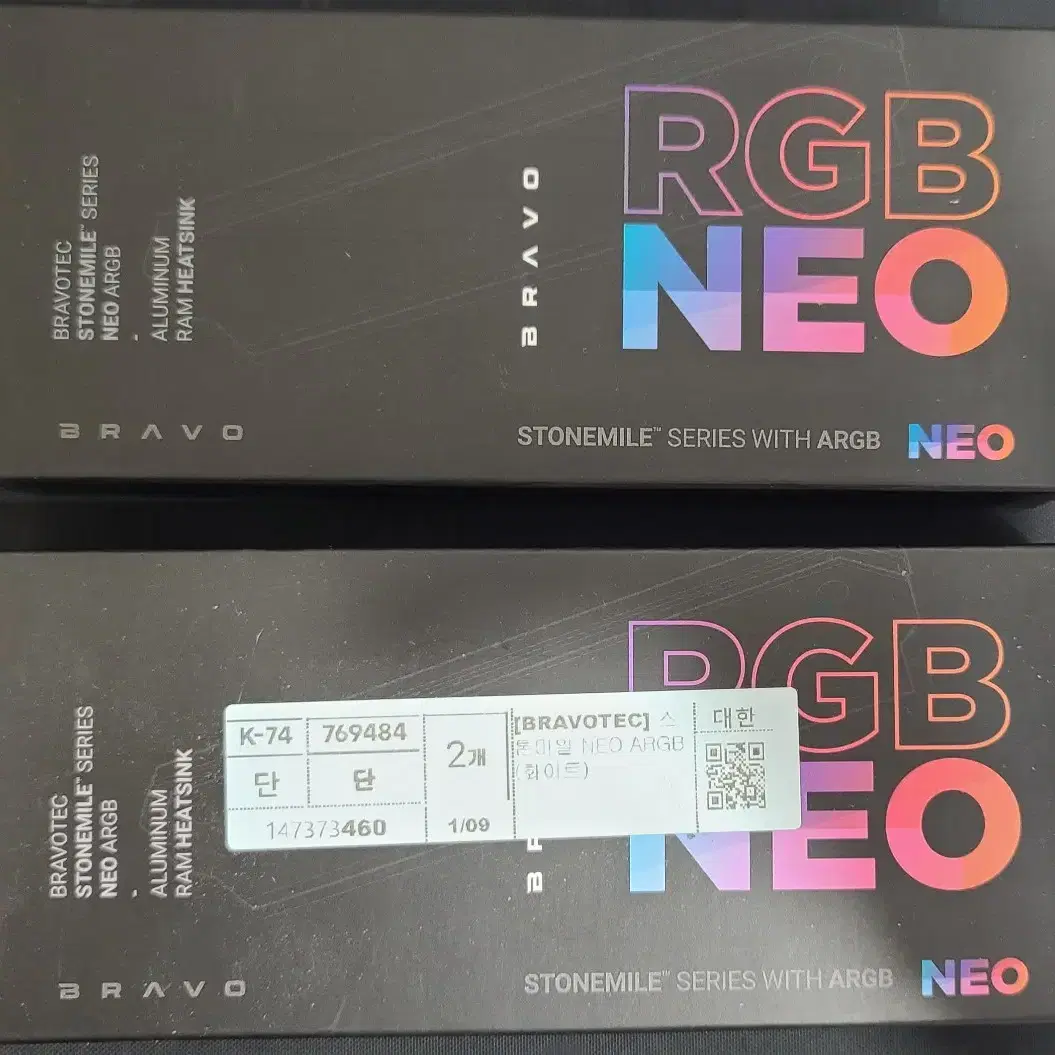 BRAVOTEC
STONEMILE™ SERIES
NEO ARGB
-
ALUMINUM
RAM HEATSINK
BRAVO
BRAVO
RGB
NEO
STONEMILE™ SERIES WITH ARGB NEO
BRAVOTEC
STONEMILE™ SERIES
NEO ARGB
-
ALUMINUM
RAM HEATSINK
BRAVO
RGB
NEO
K-74 769484
단 단
147373460
2개
1/09
[BRAVOTEC] 스
톤마일 NEO ARGB
(화이트)
대한
STONEMILE™ SERIES WITH ARGB NEO